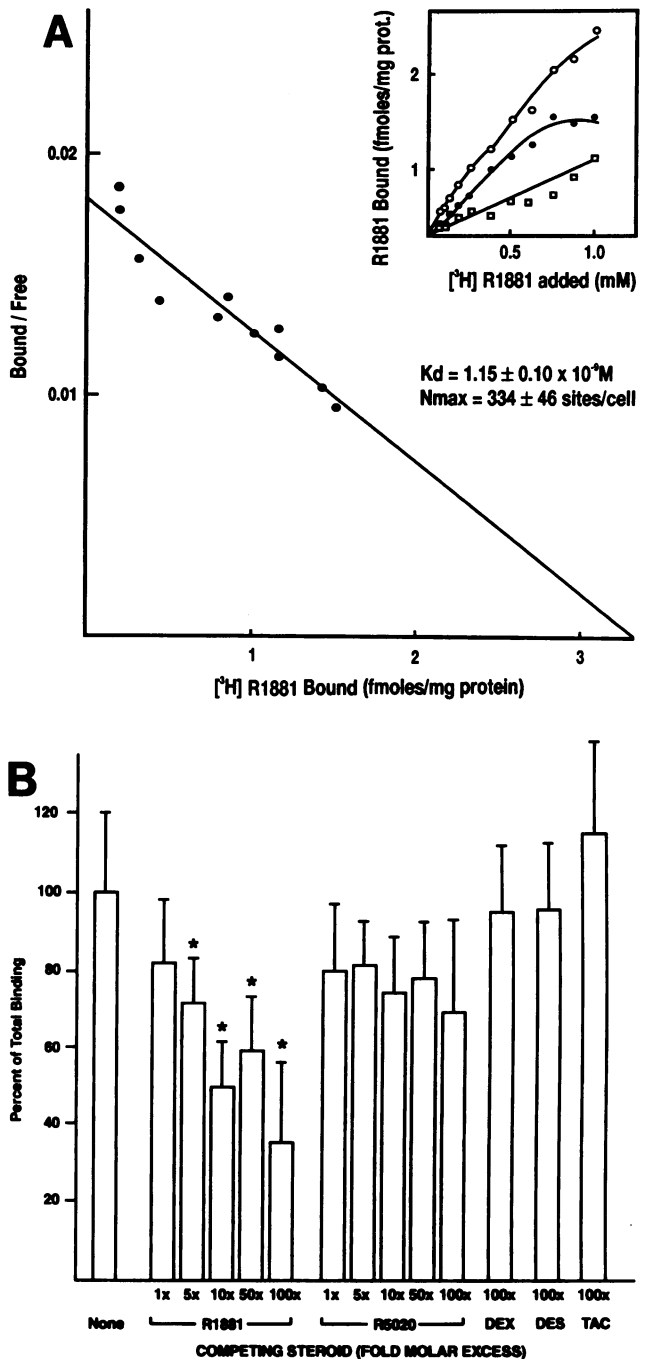 A
R1881 Bound (fmoles/mg prot.)
2
1
0.5 1.0
[³H] R1881 added (mM)
Bound / Free
0.02
0.01
Kd = 1.15 ± 0.10 x 10⁻⁹M
Nmax = 334 ± 46 sites/cell
1 2 3
[³H] R1881 Bound (fmoles/mg protein)
B
Percent of Total Binding
120
100
80
60
40
20
* * * *
1x 5x 10x 50x 100x 1x 5x 10x 50x 100x 100x 100x 100x
None R1881 R5020 DEX DES TAC
COMPETING STEROID (FOLD MOLAR EXCESS)